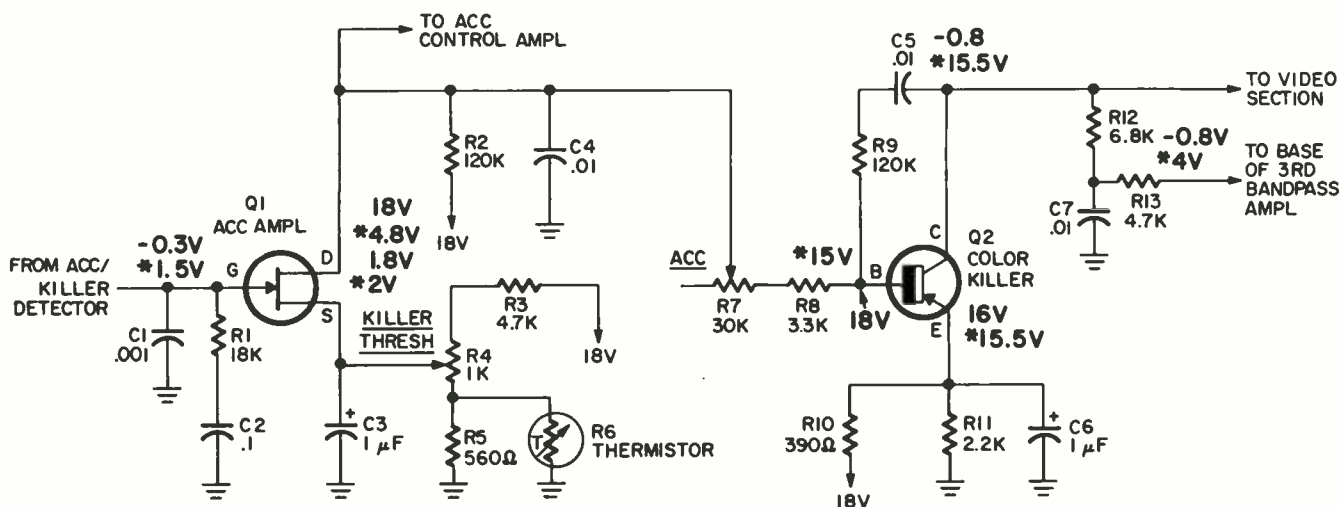 TO ACC
CONTROL AMPL
C5
.01
-0.8
*15.5V
TO VIDEO
SECTION
R2
120K
18V
C4
.01
R9
120K
R12
6.8K
-0.8V
*4V
TO BASE
OF 3RD
BANDPASS
AMPL
C7
.01
R13
4.7K
Q1
ACC AMPL
18V
*4.8V
1.8V
*2V
D
G
S
-0.3V
*1.5V
FROM ACC/
KILLER
DETECTOR
C1
.001
R1
18K
C2
.1
C3
1 µF
+
KILLER
THRESH
R3
4.7K
18V
R4
1K
R5
560Ω
T
R6
THERMISTOR
ACC
R7
30K
R8
3.3K
*15V
18V
B
C
E
Q2
COLOR
KILLER
16V
*15.5V
R10
390Ω
18V
R11
2.2K
+
C6
1 µF